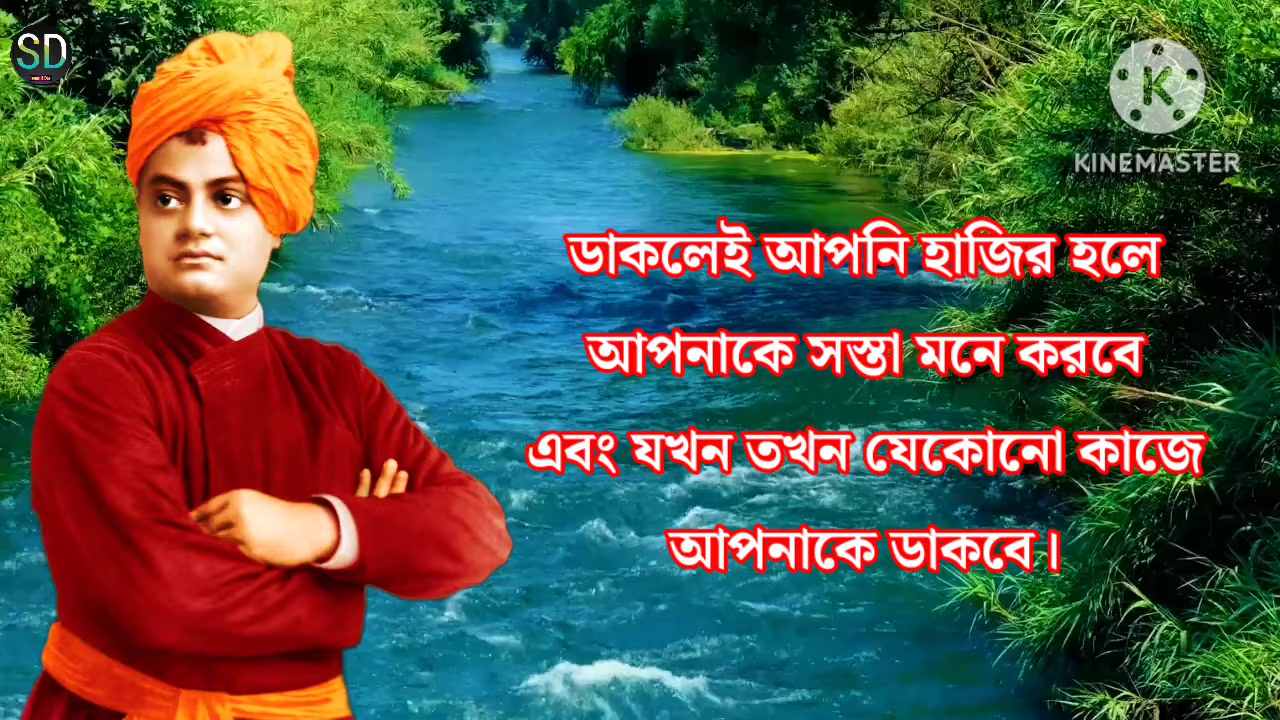 SD
KINEMASTER
ডাকলেই আপনি হাজির হলে
আপনাকে সস্তা মনে করবে
এবং যখন তখন যেকোনো কাজে
আপনাকে ডাকবে।